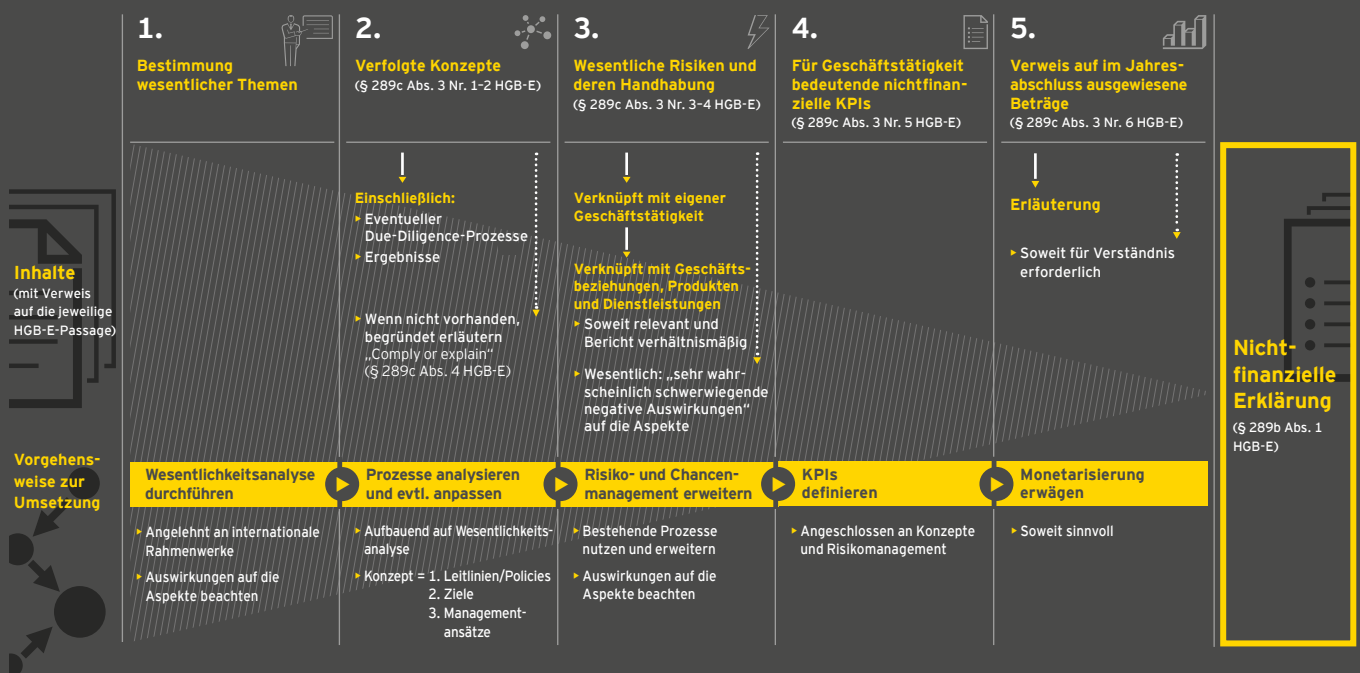 1.
Bestimmung
wesentlicher Themen
2.
Verfolgte Konzepte
(§ 289c Abs. 3 Nr. 1–2 HGB-E)
3.
Wesentliche Risiken und
deren Handhabung
(§ 289c Abs. 3 Nr. 3–4 HGB-E)
4.
Für Geschäftstätigkeit
bedeutende nichtfinan-
zielle KPIs
(§ 289c Abs. 3 Nr. 5 HGB-E)
5.
Verweis auf im Jahres-
abschluss ausgewiesene
Beträge
(§ 289c Abs. 3 Nr. 6 HGB-E)
Inhalte
(mit Verweis
auf die jeweilige
HGB-E-Passage)
Einschließlich:
▸ Eventueller
Due-Diligence-Prozesse
▸ Ergebnisse
▸ Wenn nicht vorhanden,
begründet erläutern
„Comply or explain“
(§ 289c Abs. 4 HGB-E)
Verknüpft mit eigener
Geschäftstätigkeit
Verknüpft mit Geschäfts-
beziehungen, Produkten
und Dienstleistungen
▸ Soweit relevant und
Bericht verhältnismäßig
▸ Wesentlich: „sehr wahr-
scheinlich schwerwiegende
negative Auswirkungen“
auf die Aspekte
Erläuterung
▸ Soweit für Verständnis
erforderlich
Nicht-
finanzielle
Erklärung
(§ 289b Abs. 1
HGB-E)
Vorgehens-
weise zur
Umsetzung
Wesentlichkeitsanalyse
durchführen
Prozesse analysieren
und evtl. anpassen
Risiko- und Chancen-
management erweitern
KPIs
definieren
Monetarisierung
erwägen
▸ Angelehnt an internationale
Rahmenwerke
▸ Auswirkungen auf die
Aspekte beachten
▸ Aufbauend auf Wesentlichkeits-
analyse
▸ Konzept = 1. Leitlinien/Policies
2. Ziele
3. Management-
ansätze
▸ Bestehende Prozesse
nutzen und erweitern
▸ Auswirkungen auf die
Aspekte beachten
▸ Angeschlossen an Konzepte
und Risikomanagement
▸ Soweit sinnvoll